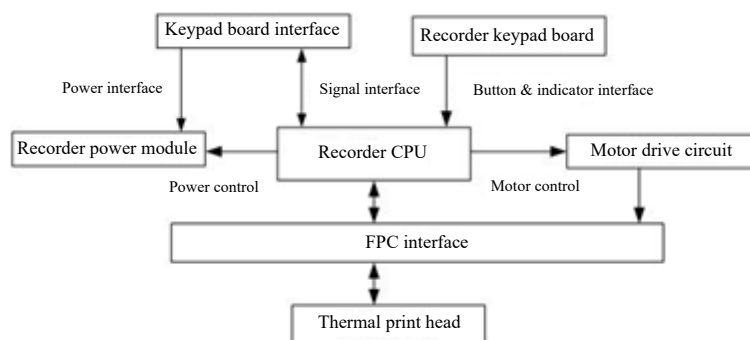 Keypad board interface
Recorder keypad board
Power interface
Signal interface
Button & indicator interface
Recorder power module
Recorder CPU
Motor drive circuit
Power control
Motor control
FPC interface
Thermal print head